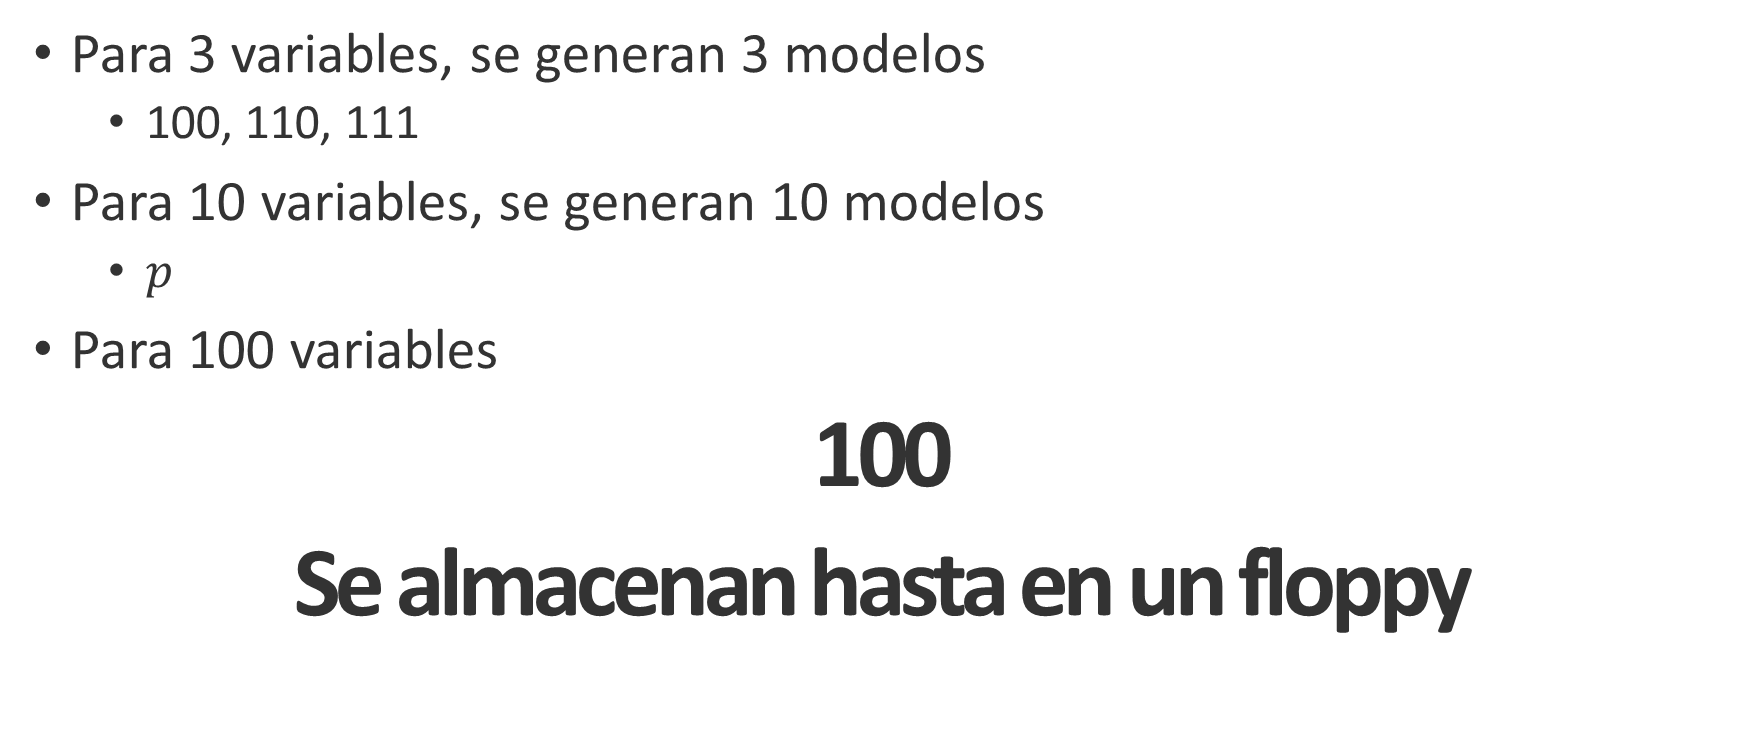 • Para 3 variables, se generan 3 modelos
• 100, 110, 111
• Para 10 variables, se generan 10 modelos
• p
• Para 100 variables
100
Se almacenan hasta en un floppy